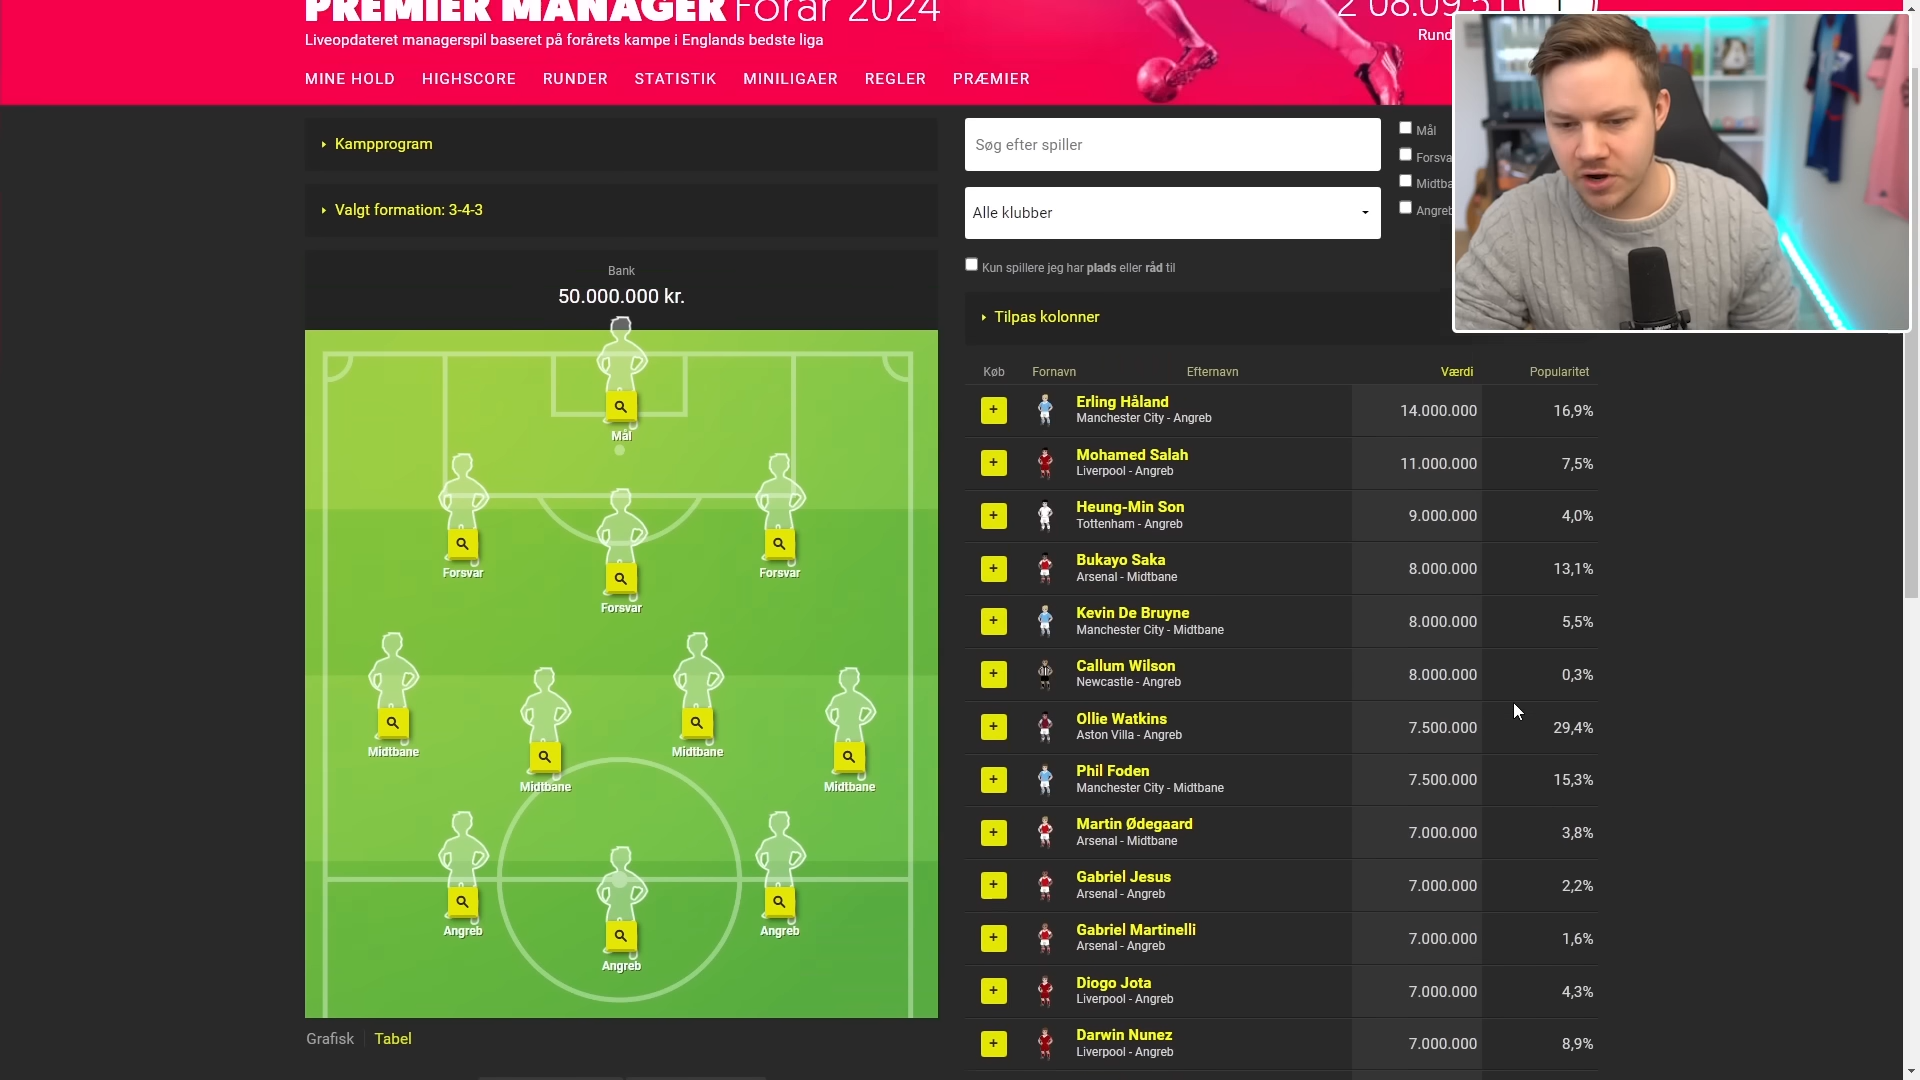 PREMIER MANAGER Forår 2024
Liveopdateret managerspil baseret på forårets kampe i Englands bedste liga
MINE HOLD HIGHSCORE RUNDER STATISTIK MINILIGAER REGLER PRÆMIER
Kampprogram
Valgt formation: 3-4-3
Bank
50.000.000 kr.
Mål
Forsvar
Forsvar
Forsvar
Midtbane
Midtbane
Midtbane
Midtbane
Angreb
Angreb
Angreb
Grafisk Tabel
Søg efter spiller
Alle klubber
Mål
Kun spillere jeg har plads eller råd til
Tilpas kolonner
Køb Fornavn Efternavn Værdi Popularitet
+ Erling Håland 14.000.000 16,9%
Manchester City - Angreb
+ Mohamed Salah 11.000.000 7,5%
Liverpool - Angreb
+ Heung-Min Son 9.000.000 4,0%
Tottenham - Angreb
+ Bukayo Saka 8.000.000 13,1%
Arsenal - Midtbane
+ Kevin De Bruyne 8.000.000 5,5%
Manchester City - Midtbane
+ Callum Wilson 8.000.000 0,3%
Newcastle - Angreb
+ Ollie Watkins 7.500.000 29,4%
Aston Villa - Angreb
+ Phil Foden 7.500.000 15,3%
Manchester City - Midtbane
+ Martin Ødegaard 7.000.000 3,8%
Arsenal - Midtbane
+ Gabriel Jesus 7.000.000 2,2%
Arsenal - Angreb
+ Gabriel Martinelli 7.000.000 1,6%
Arsenal - Angreb
+ Diogo Jota 7.000.000 4,3%
Liverpool - Angreb
+ Darwin Nunez 7.000.000 8,9%
Liverpool - Angreb